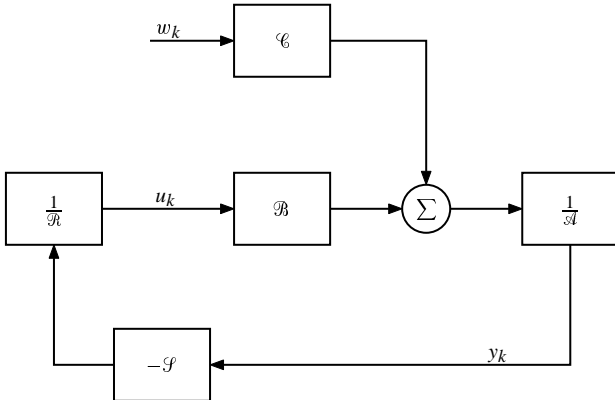 w_k
𝒞
1/ℛ
u_k
ℬ
∑
1/𝒜
−𝒮
y_k